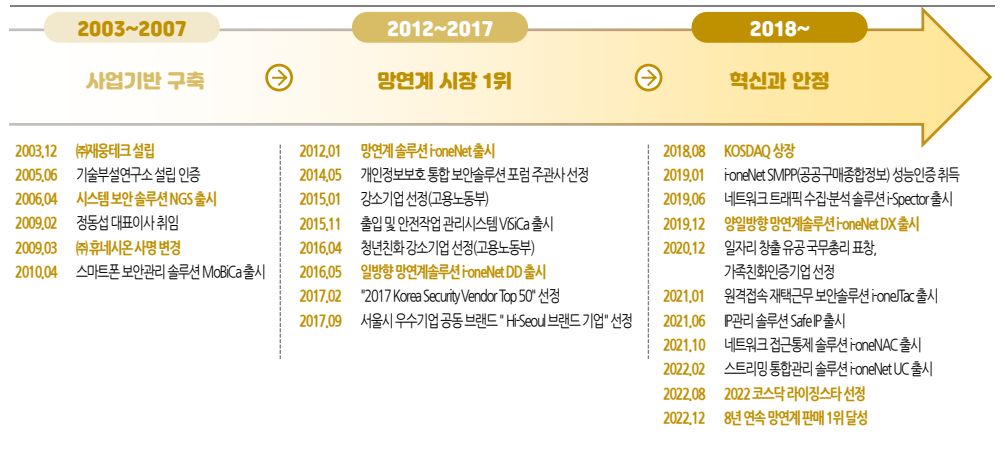 2003~2007
사업기반 구축
2003.12 ㈜재웅테크 설립
2005.06 기술부설연구소 설립 인증
2006.04 시스템 보안 솔루션 NGS 출시
2009.02 정동섭 대표이사 취임
2009.03 ㈜휴네시온 사명 변경
2010.04 스마트폰 보안관리 솔루션 MoBiCa 출시
2012~2017
망연계 시장 1위
2012.01 망연계 솔루션 i-oneNet 출시
2014.05 개인정보보호 통합 보안솔루션 포럼 주관사 선정
2015.01 강소기업 선정(고용노동부)
2015.11 출입 및 안전작업 관리시스템 ViSiCa 출시
2016.04 청년친화 강소기업 선정(고용노동부)
2016.05 일방향 망연계솔루션 i-oneNet DD 출시
2017.02 "2017 Korea Security Vendor Top 50" 선정
2017.09 서울시 우수기업 공동 브랜드 " Hi-Seoul 브랜드 기업" 선정
2018~
혁신과 안정
2018.08 KOSDAQ 상장
2019.01 i-oneNet SMPP(공공구매종합정보) 성능인증 취득
2019.06 네트워크 트래픽 수집·분석 솔루션 i-Spector 출시
2019.12 양일방향 망연계솔루션 i-oneNet DX 출시
2020.12 일자리 창출 유공 국무총리 표창,
가족친화인증기업 선정
2021.01 원격접속 재택근무 보안솔루션 i-oneJTac 출시
2021.06 IP관리 솔루션 Safe IP 출시
2021.10 네트워크 접근통제 솔루션 i-oneNAC 출시
2022.02 스트리밍 통합관리 솔루션 i-oneNet UC 출시
2022.08 2022 코스닥 라이징스타 선정
2022.12 8년 연속 망연계 판매 1위 달성